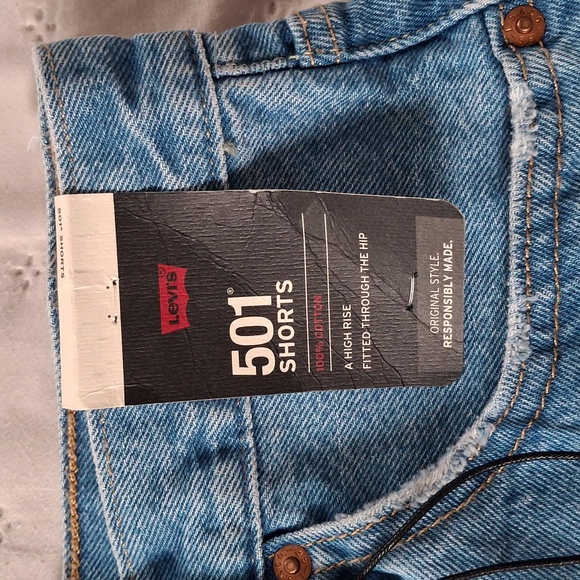 501® SHORTS
Levi's®
501®
SHORTS
100% COTTON
A HIGH RISE
FITTED THROUGH THE HIP
ORIGINAL STYLE.
RESPONSIBLY MADE.